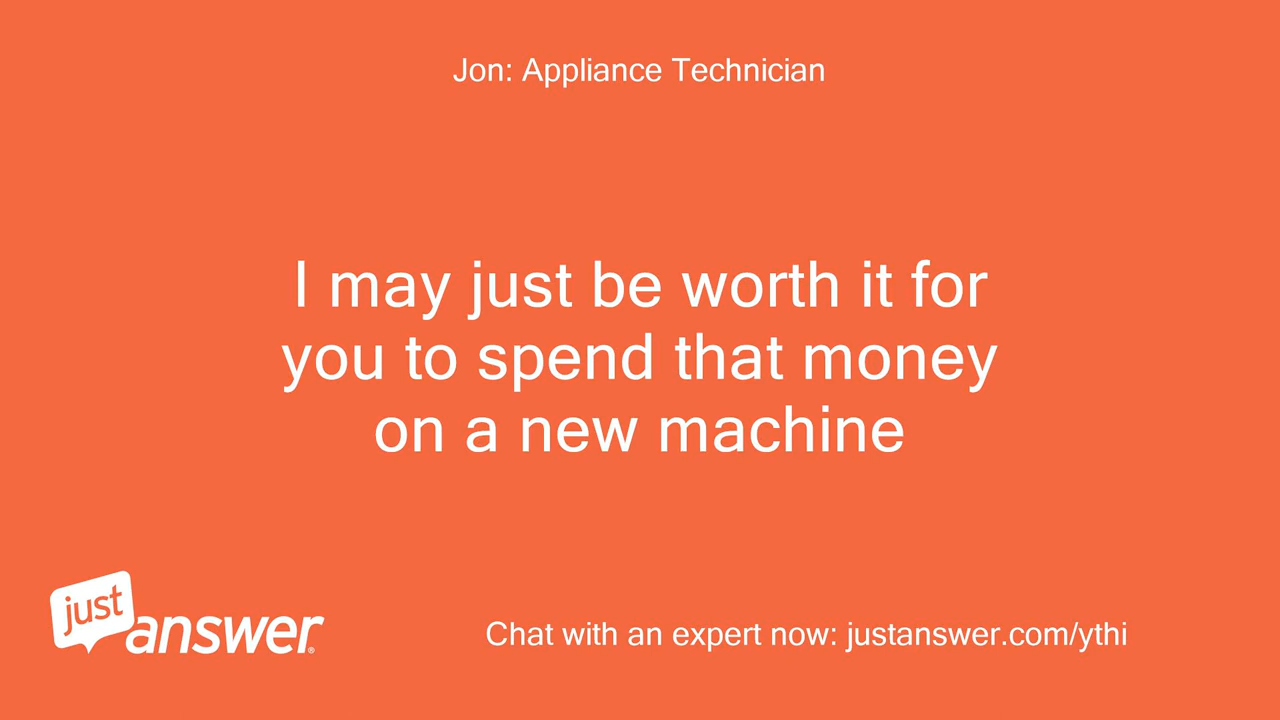 Jon: Appliance Technician
I may just be worth it for
you to spend that money
on a new machine
just
answer®
Chat with an expert now: justanswer.com/ythi